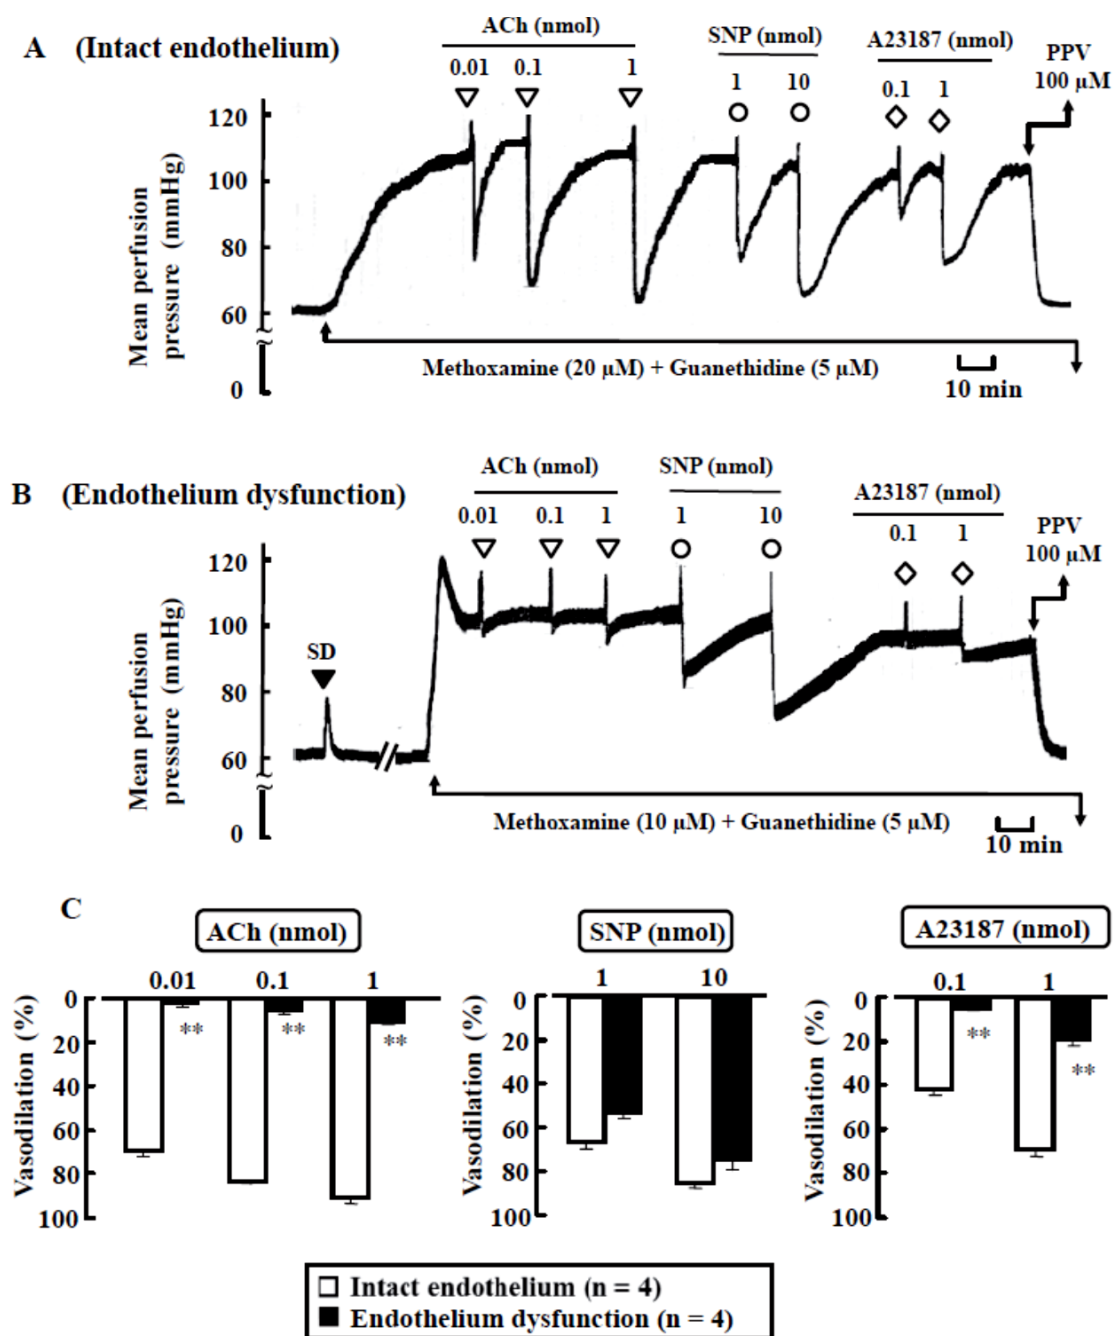 A (Intact endothelium)
ACh (nmol)
0.01 0.1 1
SNP (nmol)
1 10
A23187 (nmol)
0.1 1
PPV
100 µM
Mean perfusion
pressure (mmHg)
120
100
80
60
0
Methoxamine (20 µM) + Guanethidine (5 µM)
10 min
B (Endothelium dysfunction)
ACh (nmol)
0.01 0.1 1
SNP (nmol)
1 10
A23187 (nmol)
0.1 1
PPV
100 µM
Mean perfusion
pressure (mmHg)
120
100
80
60
0
SD
Methoxamine (10 µM) + Guanethidine (5 µM)
10 min
C
ACh (nmol)
0.01 0.1 1
Vasodilation (%)
0
20
40
60
80
100
** ** **
SNP (nmol)
1 10
Vasodilation (%)
0
20
40
60
80
100
A23187 (nmol)
0.1 1
Vasodilation (%)
0
20
40
60
80
100
** **
Intact endothelium (n = 4)
Endothelium dysfunction (n = 4)